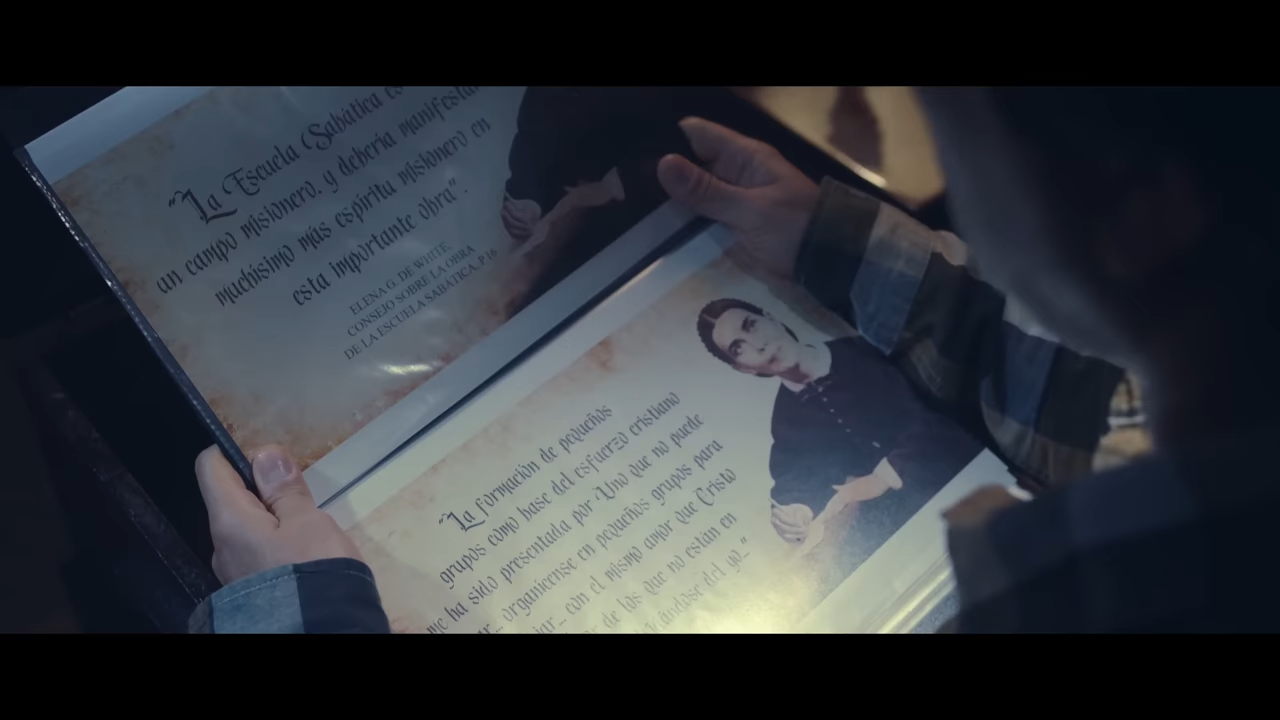 "La Escuela Sabática es
un campo misionero, y debería manifestar
muchísimo más espíritu misionero en
esta importante obra".
ELENA G. DE WHITE,
CONSEJO SOBRE LA OBRA
DE LA ESCUELA SABÁTICA, P.16
"La formación de pequeños
grupos como base del esfuerzo cristiano
me ha sido presentada por Uno que no puede
organícense en pequeños grupos para
con el mismo amor que Cristo
de los que no están en
del yo_"